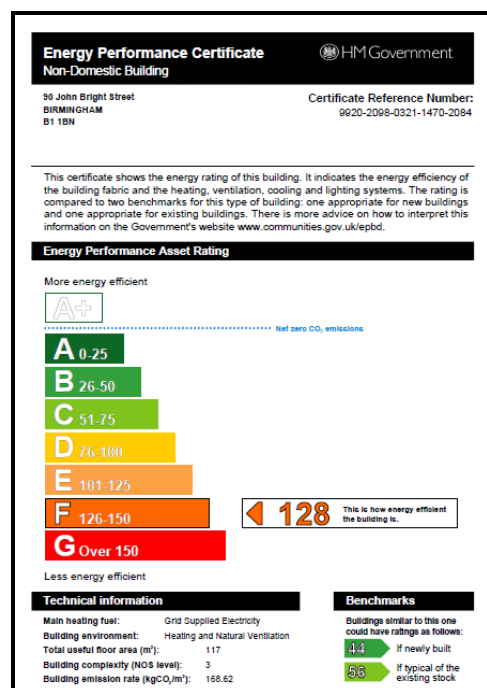 Energy Performance Certificate
HM Government
Non-Domestic Building
90 John Bright Street
BIRMINGHAM
B1 1BN
Certificate Reference Number:
9920-2098-0321-1470-2084
This certificate shows the energy rating of this building. It indicates the energy efficiency of
the building fabric and the heating, ventilation, cooling and lighting systems. The rating is
compared to two benchmarks for this type of building: one appropriate for new buildings
and one appropriate for existing buildings. There is more advice on how to interpret this
information on the Government's website www.communities.gov.uk/epbd.
Energy Performance Asset Rating
More energy efficient
A+
Net zero CO₂ emissions
A 0-25
B 26-50
C 51-75
D 76-100
E 101-125
F 126-150
128
This is how energy efficient
the building is.
G Over 150
Less energy efficient
Technical information
Main heating fuel: Grid Supplied Electricity
Building environment: Heating and Natural Ventilation
Total useful floor area (m²): 117
Building complexity (NOS level): 3
Building emission rate (kgCO₂/m²): 168.62
Benchmarks
Buildings similar to this one
could have ratings as follows:
44 If newly built
56 If typical of the
existing stock